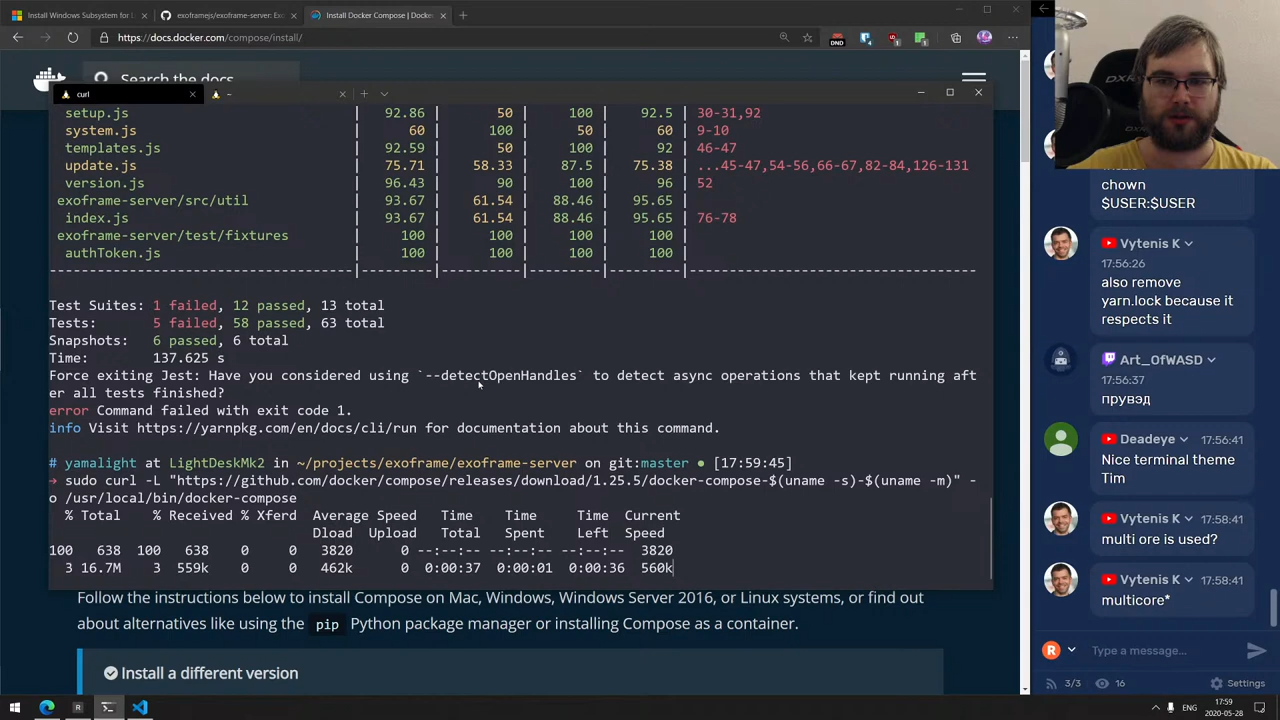 Install Windows Subsystem for L
exoframejs/exoframe-server: Ex
Install Docker Compose | Docker
https://docs.docker.com/compose/install/
DND
Search the docs
curl
~
setup.js | 92.86 | 50 | 100 | 92.5 | 30-31,92
system.js | 60 | 100 | 50 | 60 | 9-10
templates.js | 92.59 | 50 | 100 | 92 | 46-47
update.js | 75.71 | 58.33 | 87.5 | 75.38 | ...45-47,54-56,66-67,82-84,126-131
version.js | 96.43 | 90 | 100 | 96 | 52
exoframe-server/src/util | 93.67 | 61.54 | 88.46 | 95.65 |
index.js | 93.67 | 61.54 | 88.46 | 95.65 | 76-78
exoframe-server/test/fixtures | 100 | 100 | 100 | 100 |
authToken.js | 100 | 100 | 100 | 100 |
Test Suites: 1 failed, 12 passed, 13 total
Tests: 5 failed, 58 passed, 63 total
Snapshots: 6 passed, 6 total
Time: 137.625 s
Force exiting Jest: Have you considered using `--detectOpenHandles` to detect async operations that kept running aft
er all tests finished?
error Command failed with exit code 1.
info Visit https://yarnpkg.com/en/docs/cli/run for documentation about this command.
# yamalight at LightDeskMk2 in ~/projects/exoframe/exoframe-server on git:master ● [17:59:45]
➜ sudo curl -L "https://github.com/docker/compose/releases/download/1.25.5/docker-compose-$(uname -s)-$(uname -m)" -
o /usr/local/bin/docker-compose
% Total % Received % Xferd Average Speed Time Time Time Current
Dload Upload Total Spent Left Speed
100 638 100 638 0 0 3820 0 --:--:-- --:--:-- --:--:-- 3820
3 16.7M 3 559k 0 0 462k 0 0:00:37 0:00:01 0:00:36 560k
Follow the instructions below to install Compose on Mac, Windows, Windows Server 2016, or Linux systems, or find out
about alternatives like using the pip Python package manager or installing Compose as a container.
Install a different version
chown
$USER:$USER
Vytenis K
17:56:26
also remove
yarn.lock because it
respects it
Art_OfWASD
17:56:37
прувэд
Deadeye
17:56:41
Nice terminal theme
Tim
Vytenis K
17:58:41
multi ore is used?
Vytenis K
17:58:41
multicore*
R
Type a message...
3/3
16
Settings
ENG
17:59
2020-05-28